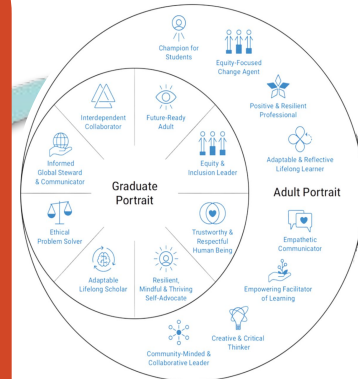 Champion for
Students
Equity-Focused
Change Agent
Positive & Resilient
Professional
Adaptable & Reflective
Lifelong Learner
Adult Portrait
Empathetic
Communicator
Empowering Facilitator
of Learning
Creative & Critical
Thinker
Community-Minded &
Collaborative Leader
Graduate
Portrait
Interdependent
Collaborator
Future-Ready
Adult
Equity &
Inclusion Leader
Trustworthy &
Respectful
Human Being
Resilient,
Mindful & Thriving
Self-Advocate
Adaptable
Lifelong Scholar
Ethical
Problem Solver
Informed
Global Steward
& Communicator